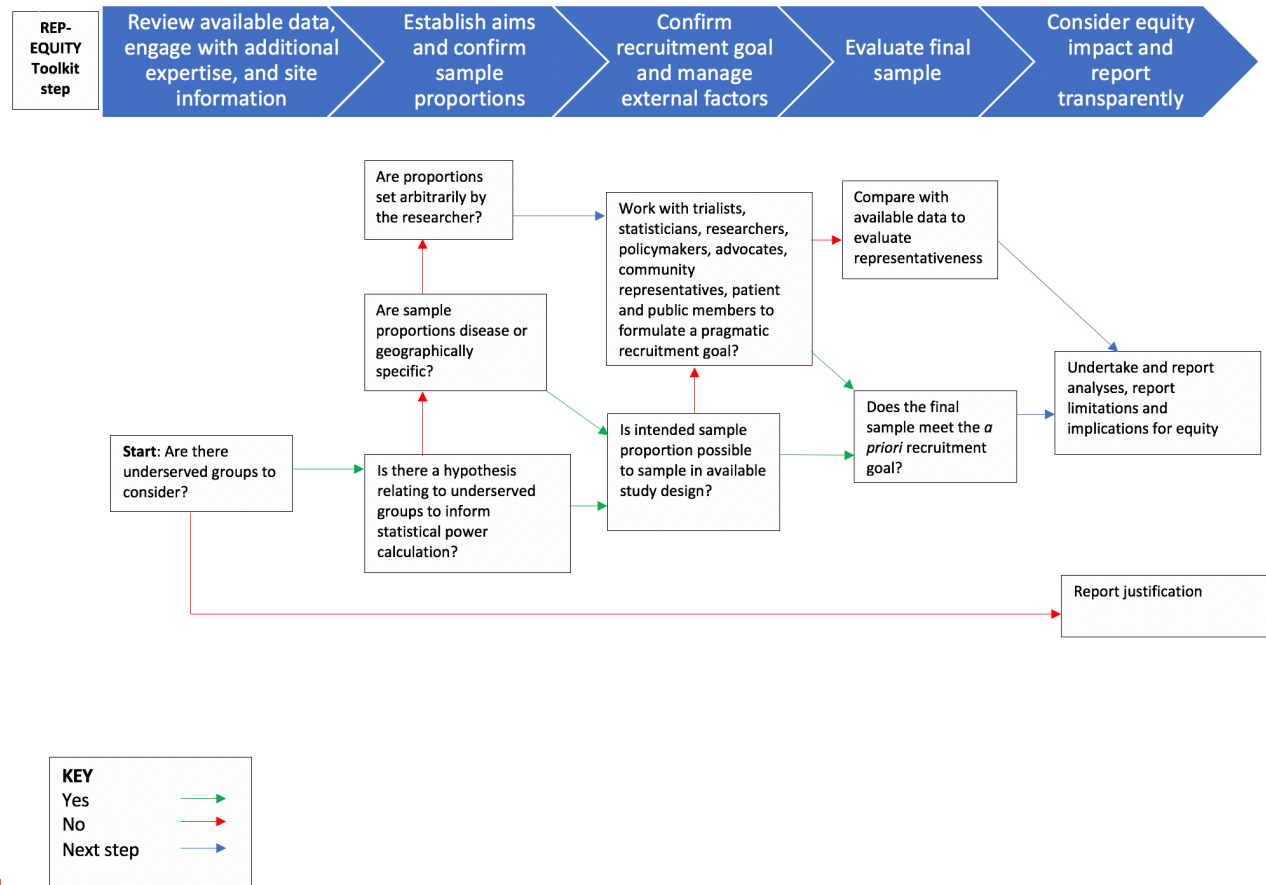 REP-
EQUITY
Toolkit
step
Review available data,
engage with additional
expertise, and site
information
Establish aims
and confirm
sample
proportions
Confirm
recruitment goal
and manage
external factors
Evaluate final
sample
Consider equity
impact and
report
transparently
Are proportions
set arbitrarily by
the researcher?
Work with trialists,
statisticians, researchers,
policymakers, advocates,
community
representatives, patient
and public members to
formulate a pragmatic
recruitment goal?
Compare with
available data to
evaluate
representativeness
Are sample
proportions disease or
geographically
specific?
Undertake and report
analyses, report
limitations and
implications for equity
Does the final
sample meet the a
priori recruitment
goal?
Is intended sample
proportion possible
to sample in available
study design?
Start: Are there
underserved groups to
consider?
Is there a hypothesis
relating to underserved
groups to inform
statistical power
calculation?
Report justification
KEY
Yes
No
Next step